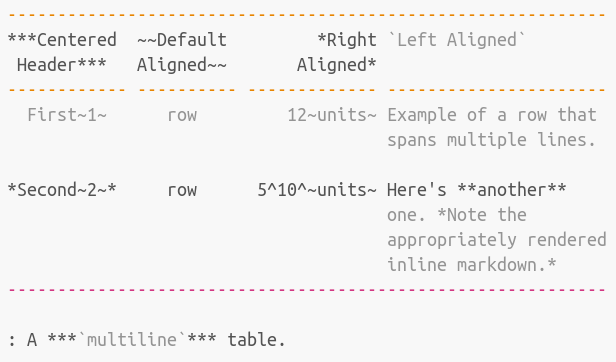 ------------------------------------------------------------
***Centered  ~~Default         *Right `Left Aligned`
 Header***   Aligned~~       Aligned*
------------ ---------- ------------- ----------------------
  First~1~      row         12~units~ Example of a row that
                                      spans multiple lines.

*Second~2~*     row      5^10^~units~ Here's **another**
                                      one. *Note the
                                      appropriately rendered
                                      inline markdown.*
------------------------------------------------------------

: A ***`multiline`*** table.